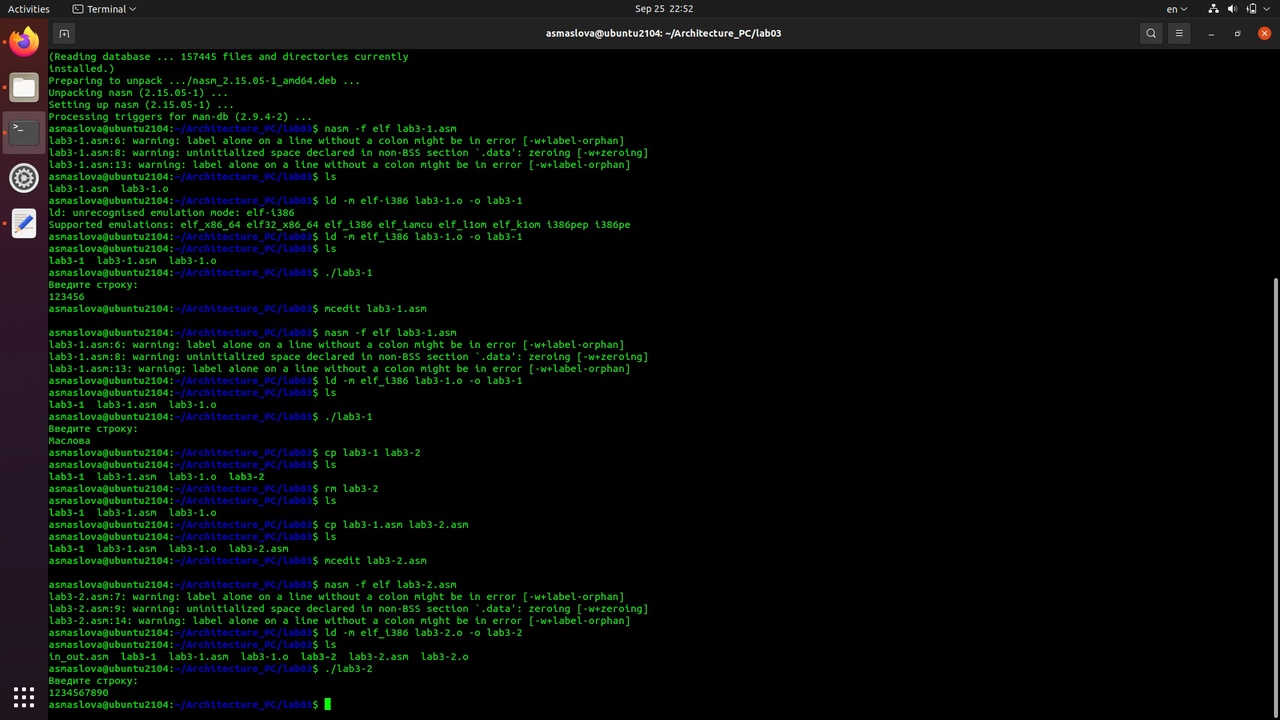 Activities Terminal Sep 25 22:52 en
asmaslova@ubuntu2104: ~/Architecture_PC/lab03
(Reading database ... 157445 files and directories currently
installed.)
Preparing to unpack .../nasm_2.15.05-1_amd64.deb ...
Unpacking nasm (2.15.05-1) ...
Setting up nasm (2.15.05-1) ...
Processing triggers for man-db (2.9.4-2) ...
asmaslova@ubuntu2104:~/Architecture_PC/lab03$ nasm -f elf lab3-1.asm
lab3-1.asm:6: warning: label alone on a line without a colon might be in error [-w+label-orphan]
lab3-1.asm:8: warning: uninitialized space declared in non-BSS section `.data': zeroing [-w+zeroing]
lab3-1.asm:13: warning: label alone on a line without a colon might be in error [-w+label-orphan]
asmaslova@ubuntu2104:~/Architecture_PC/lab03$ ls
lab3-1.asm  lab3-1.o
asmaslova@ubuntu2104:~/Architecture_PC/lab03$ ld -m elf-i386 lab3-1.o -o lab3-1
ld: unrecognised emulation mode: elf-i386
Supported emulations: elf_x86_64 elf32_x86_64 elf_i386 elf_iamcu elf_l1om elf_k1om i386pep i386pe
asmaslova@ubuntu2104:~/Architecture_PC/lab03$ ld -m elf_i386 lab3-1.o -o lab3-1
asmaslova@ubuntu2104:~/Architecture_PC/lab03$ ls
lab3-1  lab3-1.asm  lab3-1.o
asmaslova@ubuntu2104:~/Architecture_PC/lab03$ ./lab3-1
Введите строку:
123456
asmaslova@ubuntu2104:~/Architecture_PC/lab03$ mcedit lab3-1.asm
asmaslova@ubuntu2104:~/Architecture_PC/lab03$ nasm -f elf lab3-1.asm
lab3-1.asm:6: warning: label alone on a line without a colon might be in error [-w+label-orphan]
lab3-1.asm:8: warning: uninitialized space declared in non-BSS section `.data': zeroing [-w+zeroing]
lab3-1.asm:13: warning: label alone on a line without a colon might be in error [-w+label-orphan]
asmaslova@ubuntu2104:~/Architecture_PC/lab03$ ld -m elf_i386 lab3-1.o -o lab3-1
asmaslova@ubuntu2104:~/Architecture_PC/lab03$ ls
lab3-1  lab3-1.asm  lab3-1.o
asmaslova@ubuntu2104:~/Architecture_PC/lab03$ ./lab3-1
Введите строку:
Маслова
asmaslova@ubuntu2104:~/Architecture_PC/lab03$ cp lab3-1 lab3-2
asmaslova@ubuntu2104:~/Architecture_PC/lab03$ ls
lab3-1  lab3-1.asm  lab3-1.o  lab3-2
asmaslova@ubuntu2104:~/Architecture_PC/lab03$ rm lab3-2
asmaslova@ubuntu2104:~/Architecture_PC/lab03$ ls
lab3-1  lab3-1.asm  lab3-1.o
asmaslova@ubuntu2104:~/Architecture_PC/lab03$ cp lab3-1.asm lab3-2.asm
asmaslova@ubuntu2104:~/Architecture_PC/lab03$ ls
lab3-1  lab3-1.asm  lab3-1.o  lab3-2.asm
asmaslova@ubuntu2104:~/Architecture_PC/lab03$ mcedit lab3-2.asm
asmaslova@ubuntu2104:~/Architecture_PC/lab03$ nasm -f elf lab3-2.asm
lab3-2.asm:7: warning: label alone on a line without a colon might be in error [-w+label-orphan]
lab3-2.asm:9: warning: uninitialized space declared in non-BSS section `.data': zeroing [-w+zeroing]
lab3-2.asm:14: warning: label alone on a line without a colon might be in error [-w+label-orphan]
asmaslova@ubuntu2104:~/Architecture_PC/lab03$ ld -m elf_i386 lab3-2.o -o lab3-2
asmaslova@ubuntu2104:~/Architecture_PC/lab03$ ls
in_out.asm  lab3-1  lab3-1.asm  lab3-1.o  lab3-2  lab3-2.asm  lab3-2.o
asmaslova@ubuntu2104:~/Architecture_PC/lab03$ ./lab3-2
Введите строку:
1234567890
asmaslova@ubuntu2104:~/Architecture_PC/lab03$